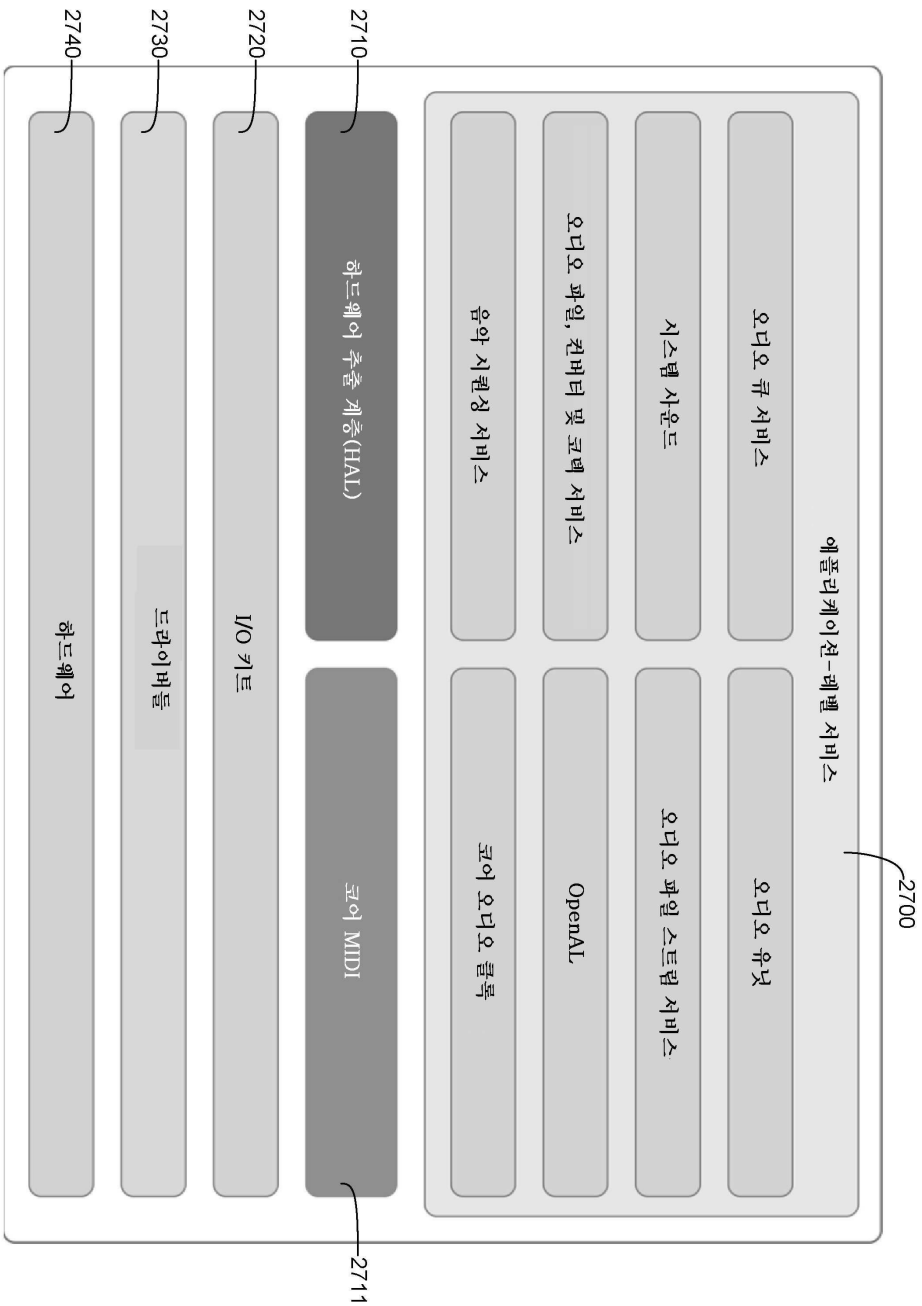 2700
애플리케이션-레벨 서비스
오디오 큐 서비스
오디오 유닛
시스템 사운드
오디오 파일 스트림 서비스
오디오 파일, 컨버터 및 코덱 서비스
OpenAL
음악 시퀀싱 서비스
코어 오디오 클록
2710
하드웨어 추출 계층(HAL)
코어 MIDI
2711
2720
I/O 키트
2730
드라이버들
2740
하드웨어